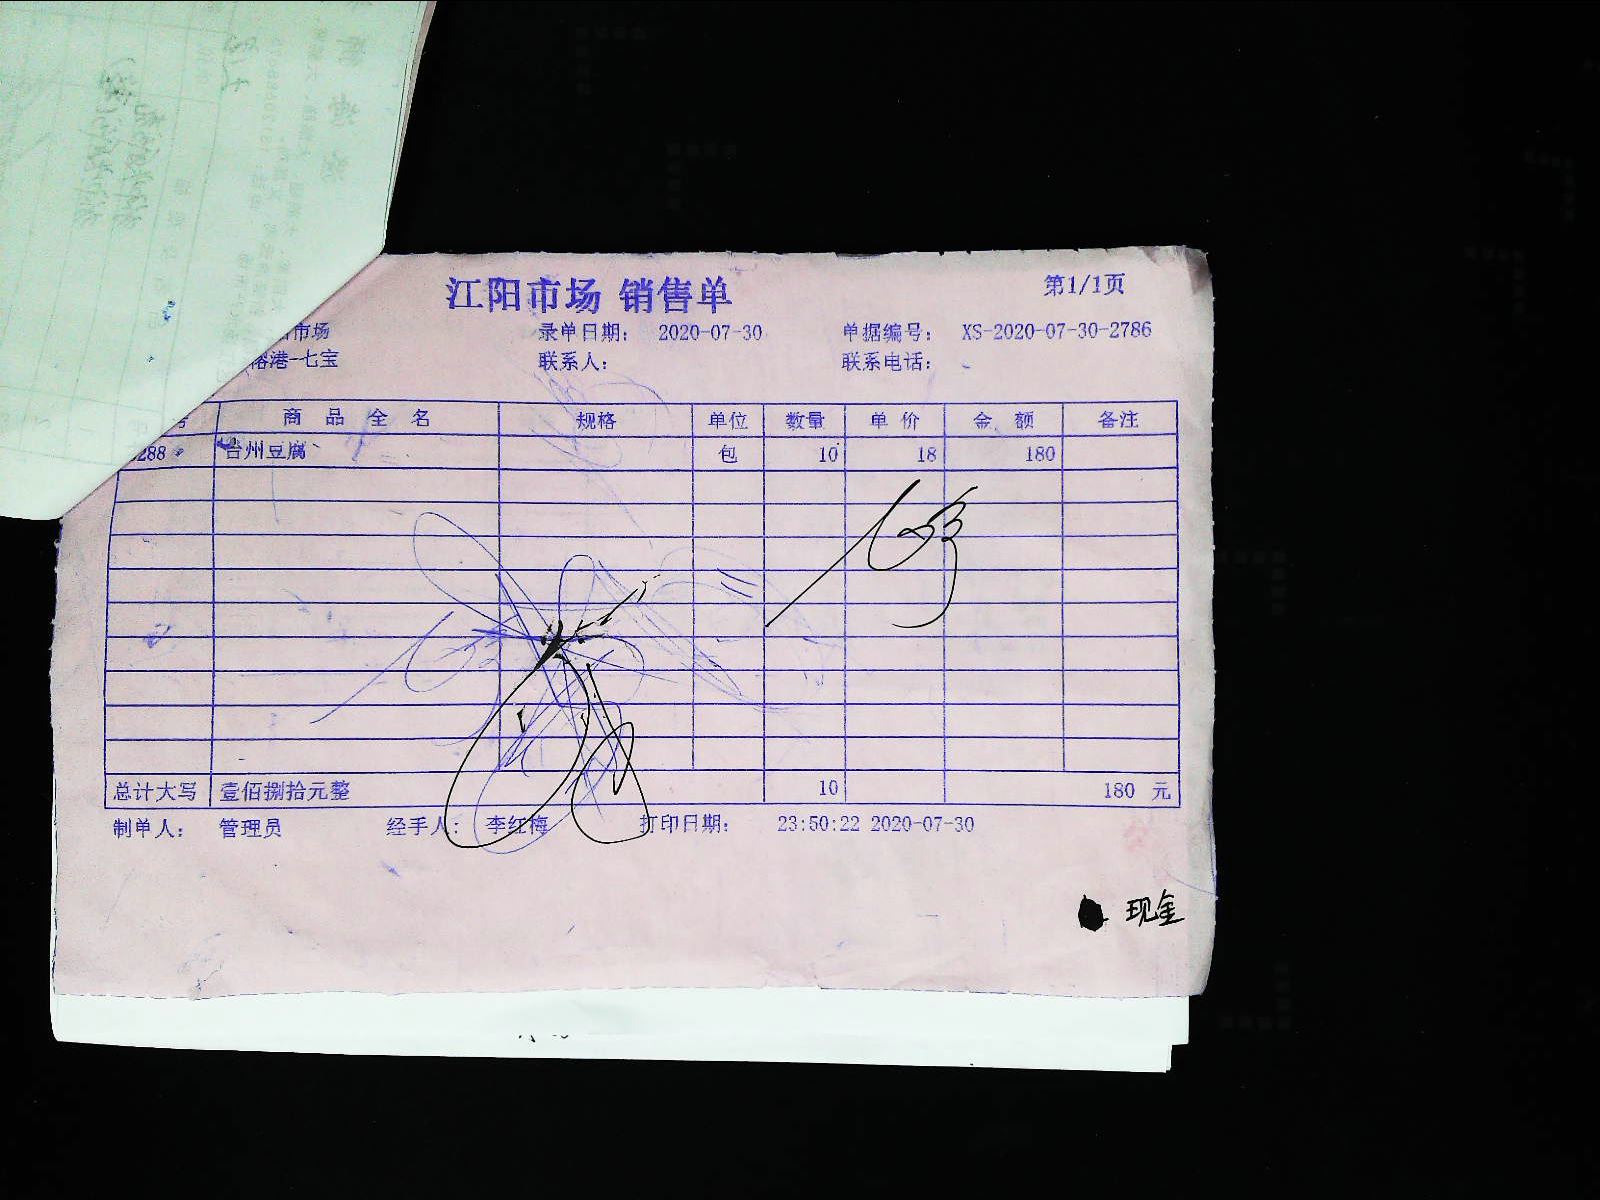 江阳市场 销售单
第1/1页
市场 录单日期: 2020-07-30 单据编号: XS-2020-07-30-2786
港-七宝 联系人: 联系电话:
商品全名 规格 单位 数量 单价 金额 备注
288 台州豆腐 包 10 18 180
总计大写 壹佰捌拾元整 10 180 元
制单人: 管理员 经手人: 李红梅 打印日期: 23:50:22 2020-07-30
现金